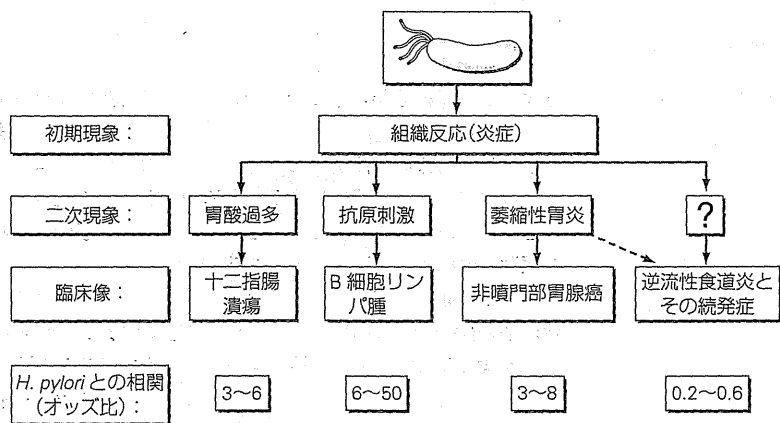 初期現象：
組織反応(炎症)
二次現象：
胃酸過多
抗原刺激
萎縮性胃炎
?
臨床像：
十二指腸
潰瘍
B 細胞リン
パ腫
非噴門部胃腺癌
逆流性食道炎と
その続発症
H. pylori との相関
(オッズ比)：
3〜6
6〜50
3〜8
0.2〜0.6